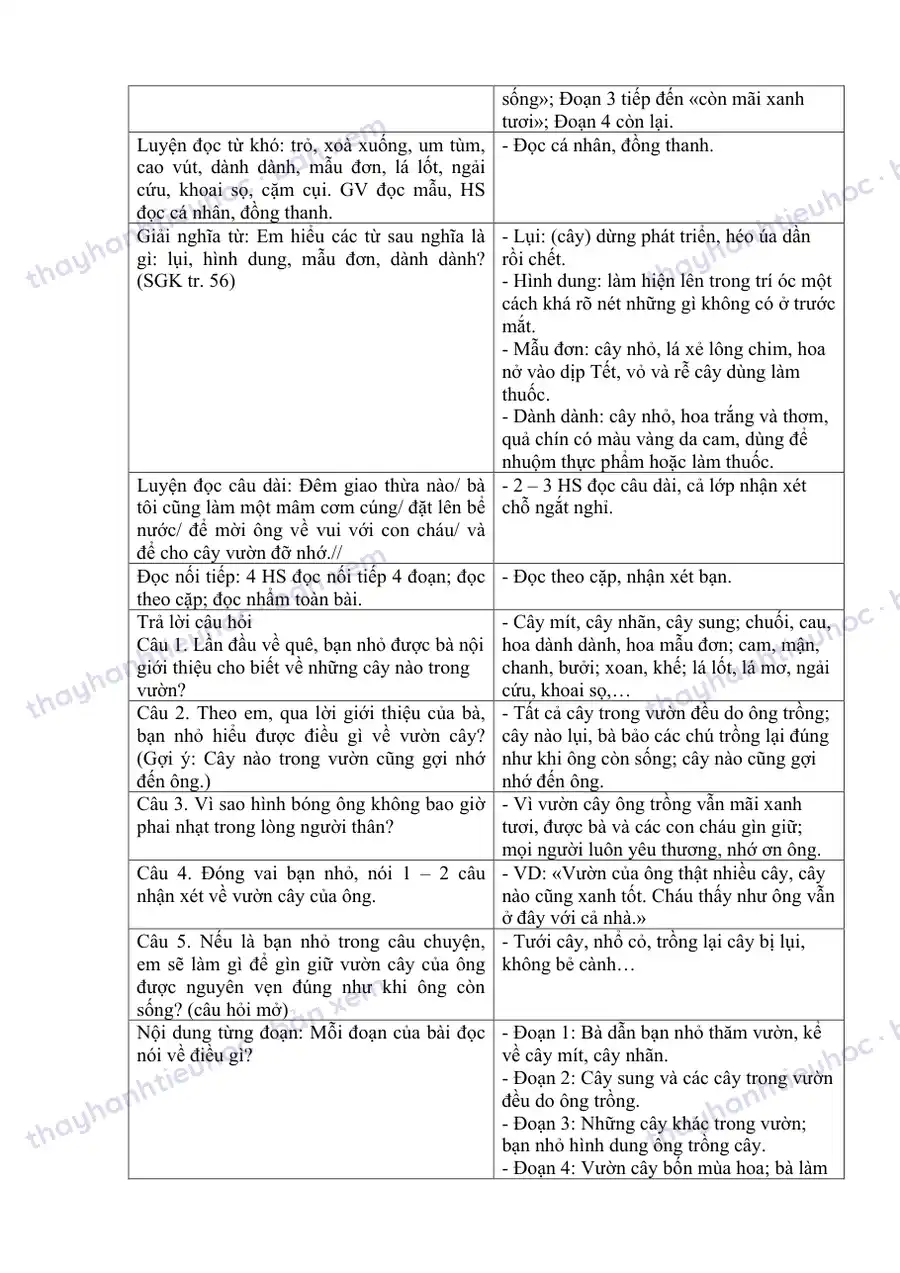 sống»; Đoạn 3 tiếp đến «còn mãi xanh
tươi»; Đoạn 4 còn lại.
Luyện đọc từ khó: trỏ, xoà xuống, um tùm,
cao vút, dành dành, mẫu đơn, lá lốt, ngải
cứu, khoai sọ, cặm cụi. GV đọc mẫu, HS
đọc cá nhân, đồng thanh.
- Đọc cá nhân, đồng thanh.
Giải nghĩa từ: Em hiểu các từ sau nghĩa là
gì: lụi, hình dung, mẫu đơn, dành dành?
(SGK tr. 56)
- Lụi: (cây) dừng phát triển, héo úa dần
rồi chết.
- Hình dung: làm hiện lên trong trí óc một
cách khá rõ nét những gì không có ở trước
mắt.
- Mẫu đơn: cây nhỏ, lá xẻ lông chim, hoa
nở vào dịp Tết, vỏ và rễ cây dùng làm
thuốc.
- Dành dành: cây nhỏ, hoa trắng và thơm,
quả chín có màu vàng da cam, dùng để
nhuộm thực phẩm hoặc làm thuốc.
Luyện đọc câu dài: Đêm giao thừa nào/ bà
tôi cũng làm một mâm cơm cúng/ đặt lên bể
nước/ để mời ông về vui với con cháu/ và
để cho cây vườn đỡ nhớ.//
- 2 – 3 HS đọc câu dài, cả lớp nhận xét
chỗ ngắt nghỉ.
Đọc nối tiếp: 4 HS đọc nối tiếp 4 đoạn; đọc
theo cặp; đọc nhẩm toàn bài.
- Đọc theo cặp, nhận xét bạn.
Trả lời câu hỏi
Câu 1. Lần đầu về quê, bạn nhỏ được bà nội
giới thiệu cho biết về những cây nào trong
vườn?
- Cây mít, cây nhãn, cây sung; chuối, cau,
hoa dành dành, hoa mẫu đơn; cam, mận,
chanh, bưởi; xoan, khế; lá lốt, lá mơ, ngải
cứu, khoai sọ,…
Câu 2. Theo em, qua lời giới thiệu của bà,
bạn nhỏ hiểu được điều gì về vườn cây?
(Gợi ý: Cây nào trong vườn cũng gợi nhớ
đến ông.)
- Tất cả cây trong vườn đều do ông trồng;
cây nào lụi, bà bảo các chú trồng lại đúng
như khi ông còn sống; cây nào cũng gợi
nhớ đến ông.
Câu 3. Vì sao hình bóng ông không bao giờ
phai nhạt trong lòng người thân?
- Vì vườn cây ông trồng vẫn mãi xanh
tươi, được bà và các con cháu gìn giữ;
mọi người luôn yêu thương, nhớ ơn ông.
Câu 4. Đóng vai bạn nhỏ, nói 1 – 2 câu
nhận xét về vườn cây của ông.
- VD: «Vườn của ông thật nhiều cây, cây
nào cũng xanh tốt. Cháu thấy như ông vẫn
ở đây với cả nhà.»
Câu 5. Nếu là bạn nhỏ trong câu chuyện,
em sẽ làm gì để gìn giữ vườn cây của ông
được nguyên vẹn đúng như khi ông còn
sống? (câu hỏi mở)
- Tưới cây, nhổ cỏ, trồng lại cây bị lụi,
không bẻ cành…
Nội dung từng đoạn: Mỗi đoạn của bài đọc
nói về điều gì?
- Đoạn 1: Bà dẫn bạn nhỏ thăm vườn, kể
về cây mít, cây nhãn.
- Đoạn 2: Cây sung và các cây trong vườn
đều do ông trồng.
- Đoạn 3: Những cây khác trong vườn;
bạn nhỏ hình dung ông trồng cây.
- Đoạn 4: Vườn cây bốn mùa hoa; bà làm
thayhanhtieuhoc · bản xem
thayhanhtieuhoc · b
thayhanhtieuhoc · bản xem
thayhanhtieuhoc · b
thayhanhtieuhoc · bản xem
thayhanhtieuhoc · b